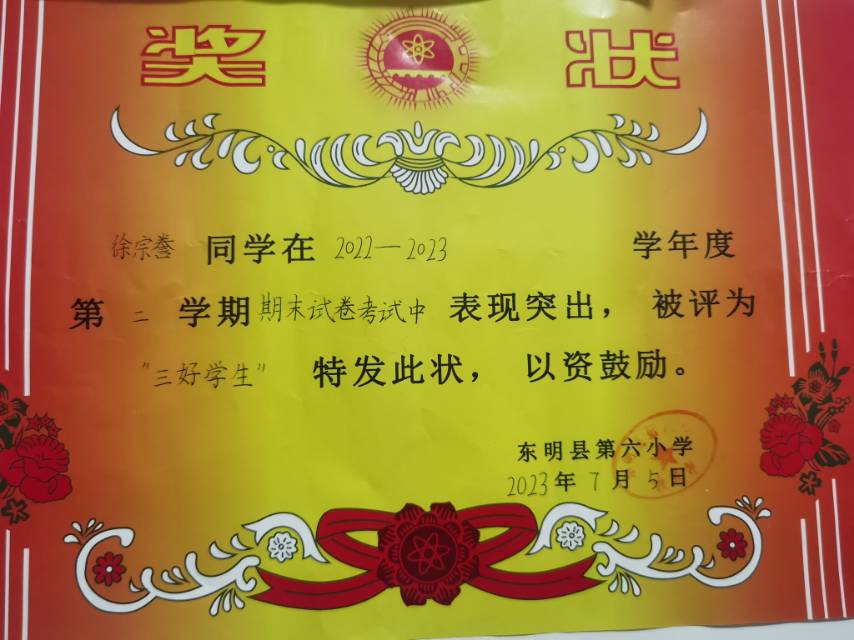 奖状
徐宗誉 同学在 2022—2023 学年度
第 二 学期 期末试卷考试中 表现突出，被评为
“三好学生” 特发此状，以资鼓励。
东明县第六小学
2023年7月5日